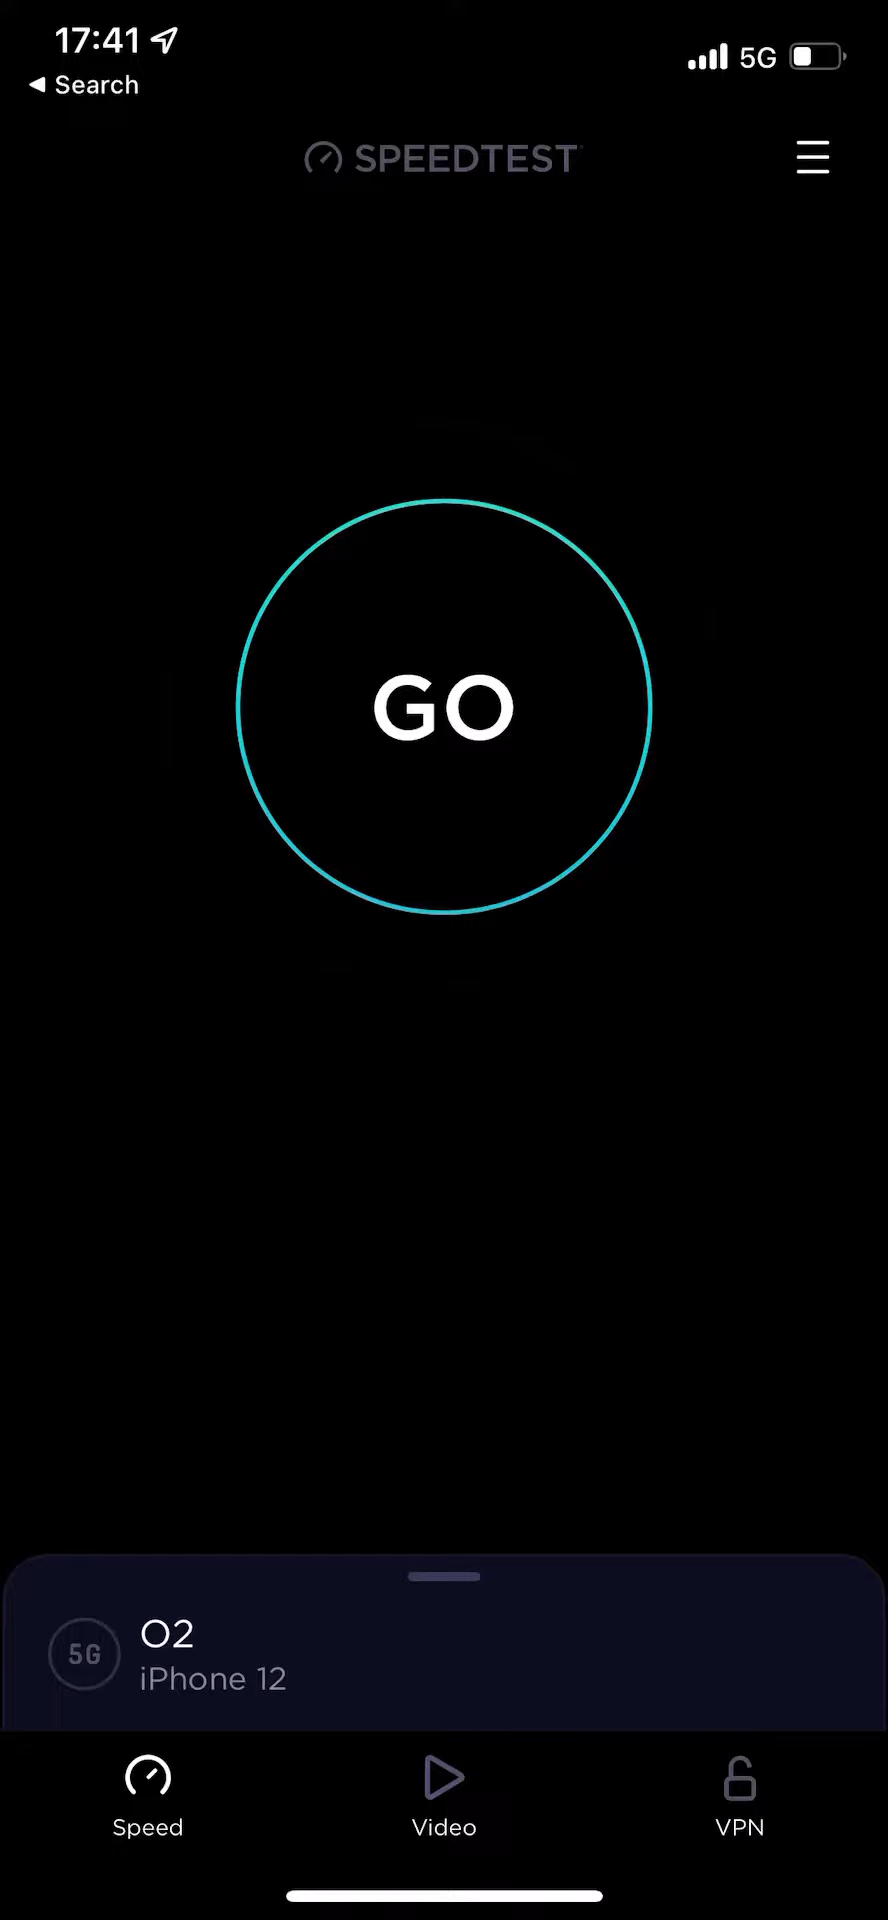 17:41
5G
◀ Search
SPEEDTEST
GO
5G
O2
iPhone 12
Speed
Video
VPN